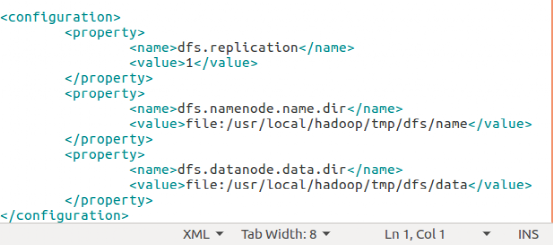 <configuration>
        <property>
                <name>dfs.replication</name>
                <value>1</value>
        </property>
        <property>
                <name>dfs.namenode.name.dir</name>
                <value>file:/usr/local/hadoop/tmp/dfs/name</value>
        </property>
        <property>
                <name>dfs.datanode.data.dir</name>
                <value>file:/usr/local/hadoop/tmp/dfs/data</value>
        </property>
</configuration>
XML Tab Width: 8 Ln 1, Col 1 INS